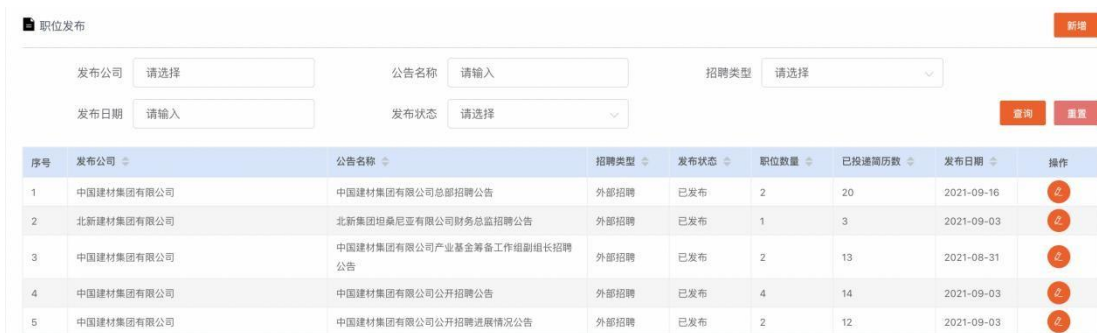 职位发布
新增
发布公司 请选择 公告名称 请输入 招聘类型 请选择
发布日期 请输入 发布状态 请选择 查询 重置
序号 发布公司 公告名称 招聘类型 发布状态 职位数量 已投递简历数 发布日期 操作
1 中国建材集团有限公司 中国建材集团有限公司总部招聘公告 外部招聘 已发布 2 20 2021-09-16
2 北新建材集团有限公司 北新集团坦桑尼亚有限公司财务总监招聘公告 外部招聘 已发布 1 3 2021-09-03
3 中国建材集团有限公司 中国建材集团有限公司产业基金筹备工作组副组长招聘 外部招聘 已发布 2 13 2021-08-31
公告
4 中国建材集团有限公司 中国建材集团有限公司公开招聘公告 外部招聘 已发布 4 14 2021-09-03
5 中国建材集团有限公司 中国建材集团有限公司公开招聘进展情况公告 外部招聘 已发布 2 12 2021-09-03